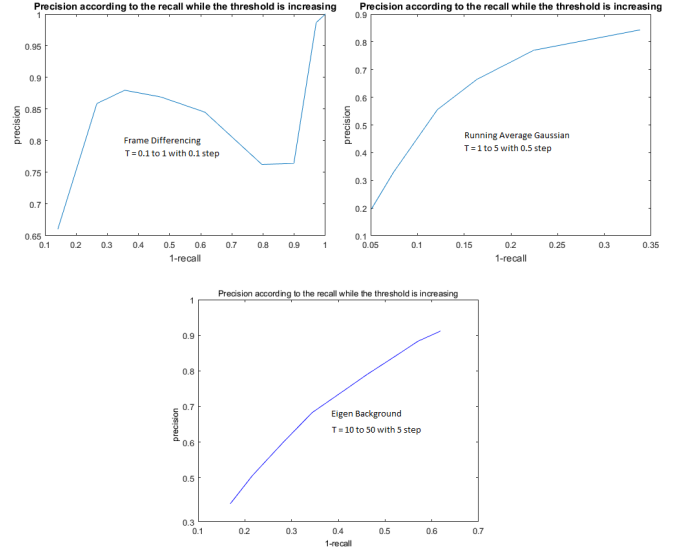 Precision according to the recall while the threshold is increasing
1
0.95
0.9
0.85
0.8
0.75
0.7
0.65
precision
Frame Differencing
T = 0.1 to 1 with 0.1 step
0.1 0.2 0.3 0.4 0.5 0.6 0.7 0.8 0.9 1
1-recall
Precision according to the recall while the threshold is increasing
0.9
0.8
0.7
0.6
0.5
0.4
0.3
0.2
0.1
precision
Running Average Gaussian
T = 1 to 5 with 0.5 step
0.05 0.1 0.15 0.2 0.25 0.3 0.35
1-recall
Precision according to the recall while the threshold is increasing
1
0.9
0.8
0.7
0.6
0.5
0.3
precision
Eigen Background
T = 10 to 50 with 5 step
0.1 0.2 0.3 0.4 0.5 0.6 0.7
1-recall